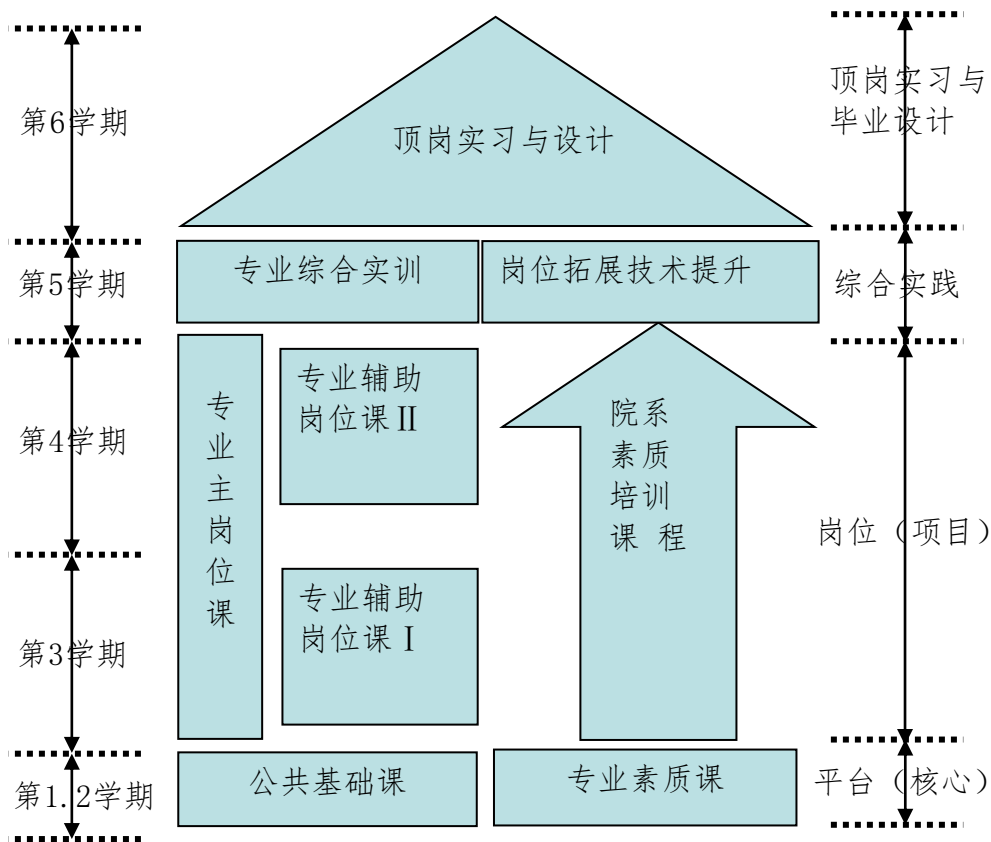 第6学期
顶岗实习与设计
顶岗实习与
毕业设计
第5学期
专业综合实训
岗位拓展技术提升
综合实践
第4学期
专业主岗位课
专业辅助
岗位课Ⅱ
院系
素质
培训
课 程
岗位（项目）
第3学期
专业辅助
岗位课Ⅰ
第1.2学期
公共基础课
专业素质课
平台（核心）